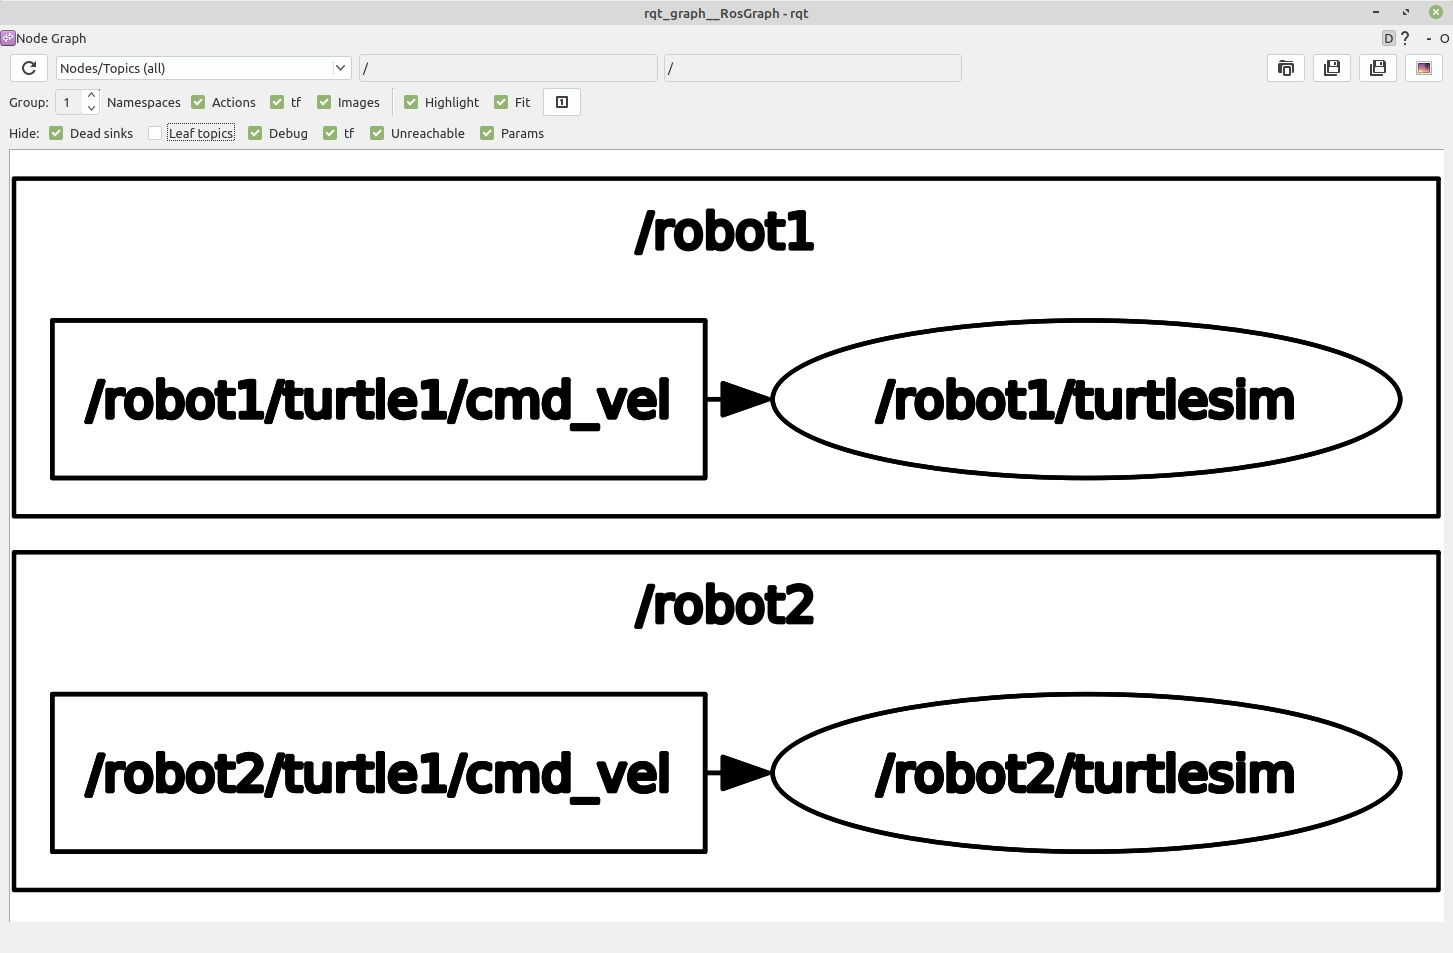 rqt_graph__RosGraph - rqt
Node Graph
D ? - O
Nodes/Topics (all) / /
Group: 1 Namespaces Actions tf Images Highlight Fit 1
Hide: Dead sinks Leaf topics Debug tf Unreachable Params
/robot1
/robot1/turtle1/cmd_vel /robot1/turtlesim
/robot2
/robot2/turtle1/cmd_vel /robot2/turtlesim